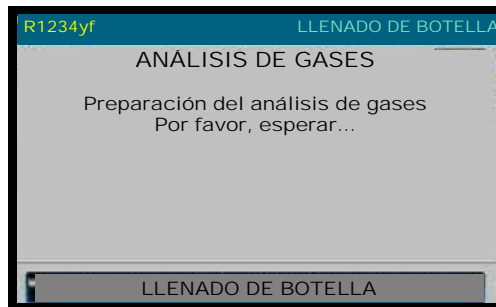 R1234yf LLENADO DE BOTELLA
ANÁLISIS DE GASES
Preparación del análisis de gases
Por favor, esperar...
LLENADO DE BOTELLA